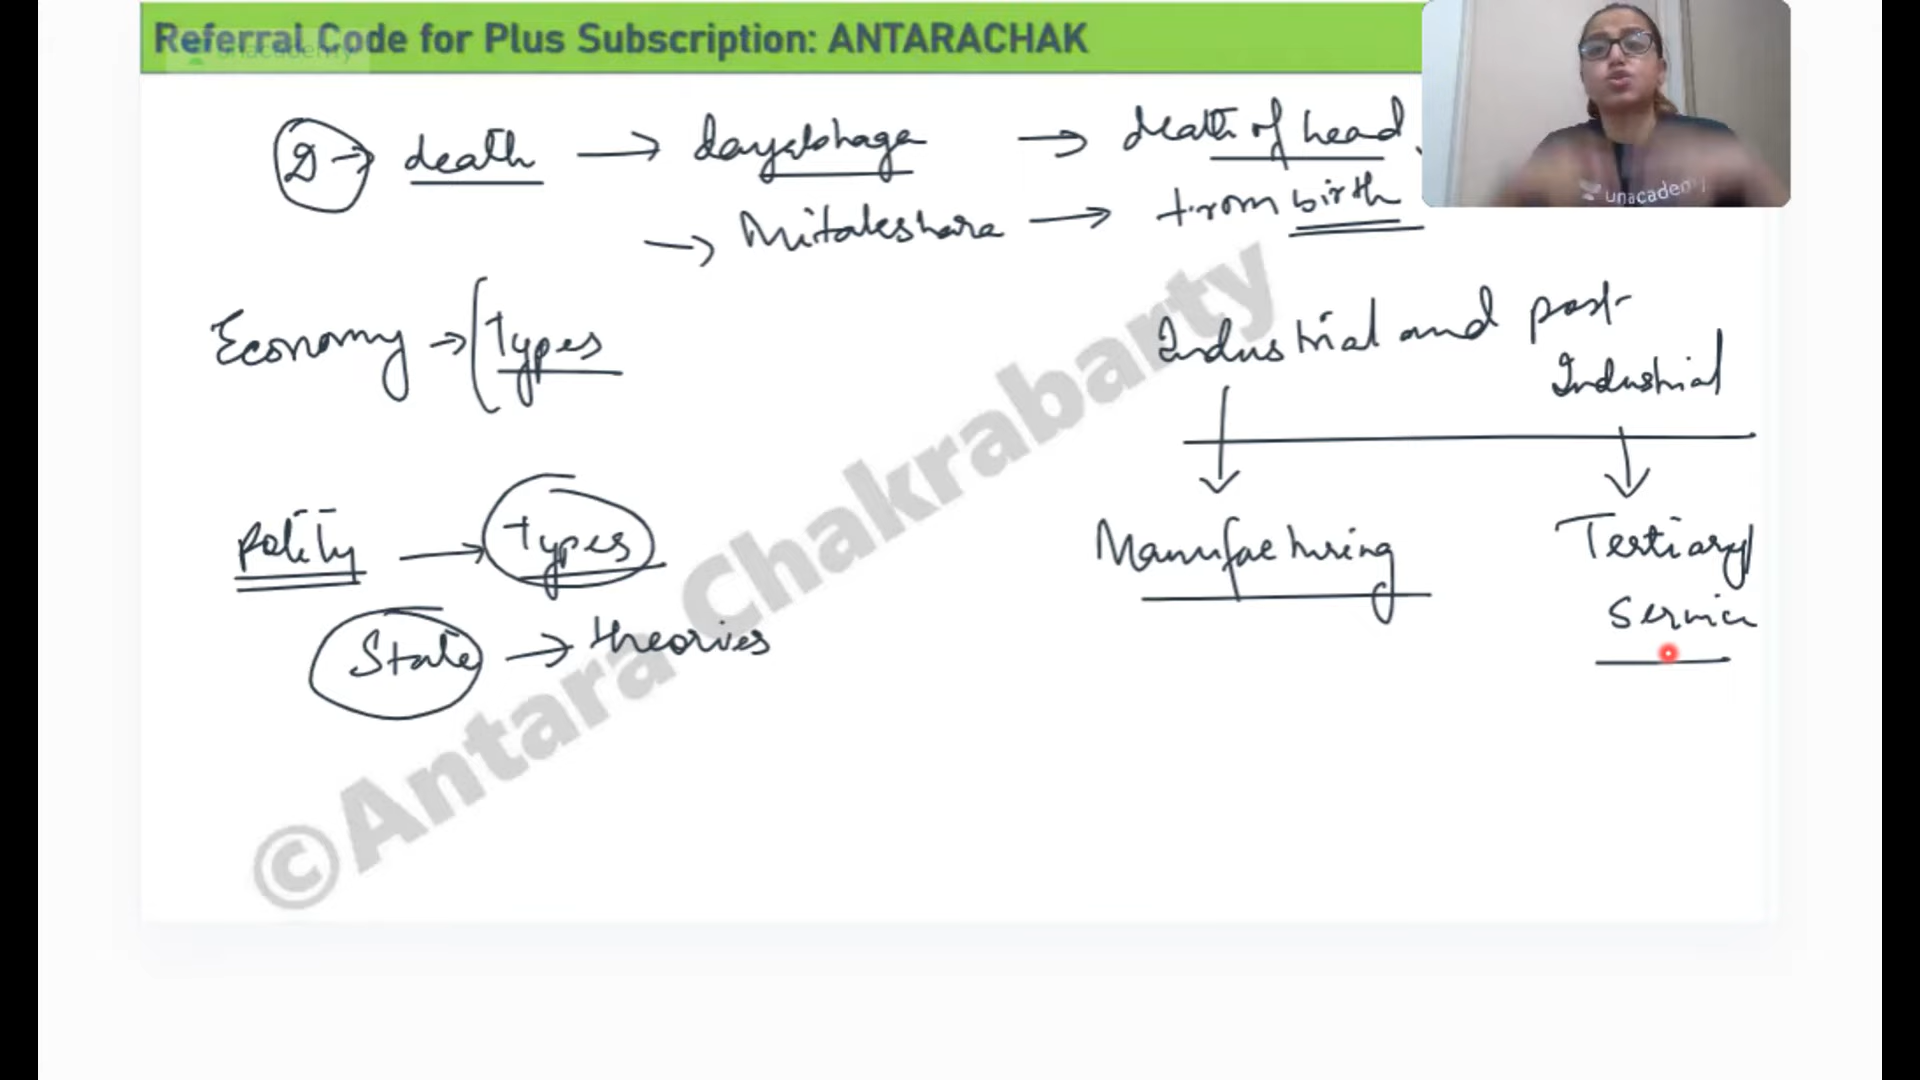 Referral Code for Plus Subscription: ANTARACHAK
unacademy
D → death → dayabhaga → death of head.
→ Mitakshara → from birth
unacademy
Economy → [Types
Industrial and post-
Industrial
Polity → Types
Manufacturing
Tertiary
Service
State → theories
©Antara Chakrabarty